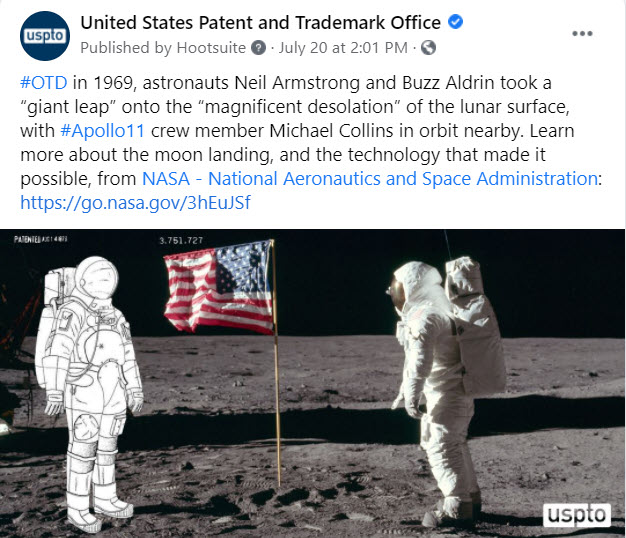 uspto
United States Patent and Trademark Office
Published by Hootsuite · July 20 at 2:01 PM ·
#OTD in 1969, astronauts Neil Armstrong and Buzz Aldrin took a
“giant leap” onto the “magnificent desolation” of the lunar surface,
with #Apollo11 crew member Michael Collins in orbit nearby. Learn
more about the moon landing, and the technology that made it
possible, from NASA - National Aeronautics and Space Administration:
https://go.nasa.gov/3hEuJSf
PATENTED
3.751.727
uspto